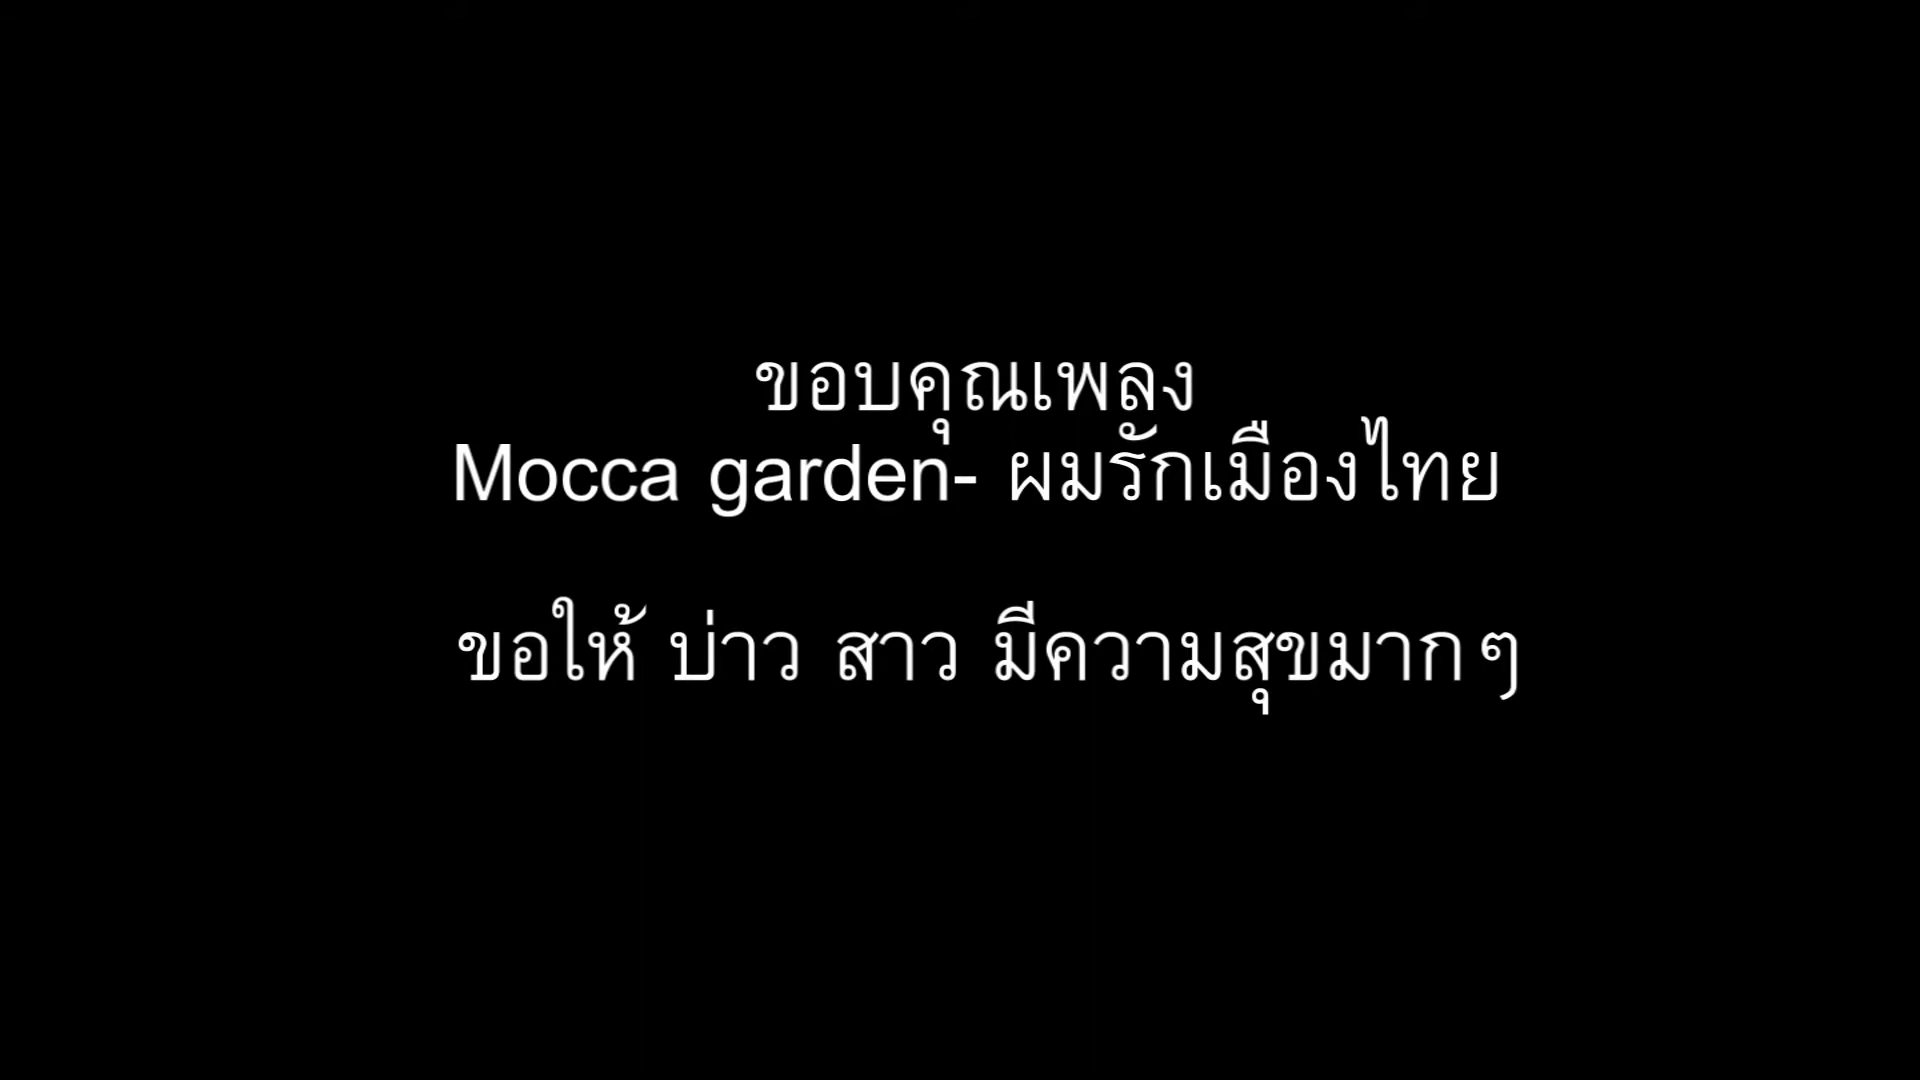 ขอบคุณเพลง
Mocca garden- ผมรักเมืองไทย
ขอให้ บ่าว สาว มีความสุขมากๆ